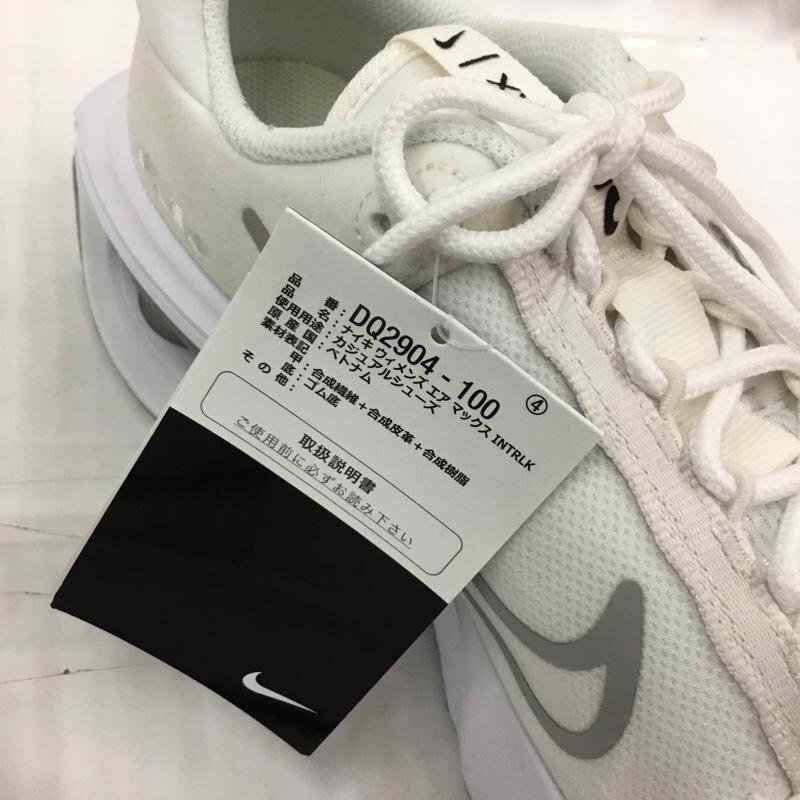 品番:DQ2904-100 ④
品名:ナイキ ウィメンズ エア マックス INTRLK
使用用途:カジュアルシューズ
原産国:ベトナム
素材表記
甲:合成繊維+合成皮革+合成樹脂
底:ゴム底
その他:
取扱説明書
ご使用前に必ずお読み下さい